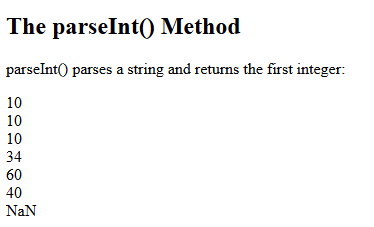 The parseInt() Method
parseInt() parses a string and returns the first integer:
10
10
10
34
60
40
NaN